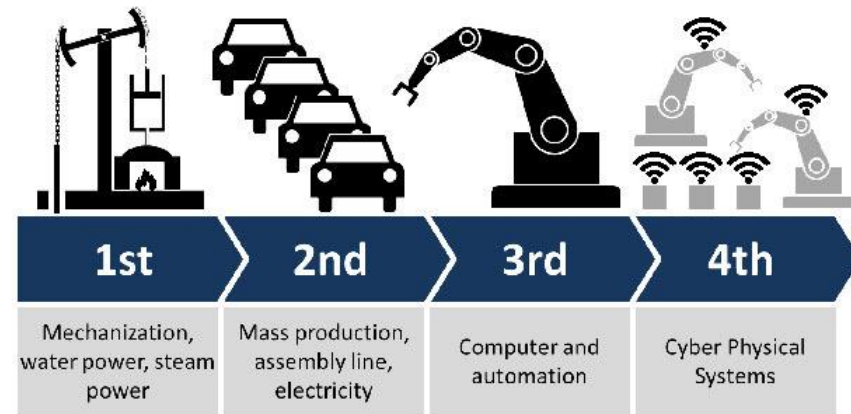 1st
2nd
3rd
4th
Mechanization,
water power, steam
power
Mass production,
assembly line,
electricity
Computer and
automation
Cyber Physical
Systems